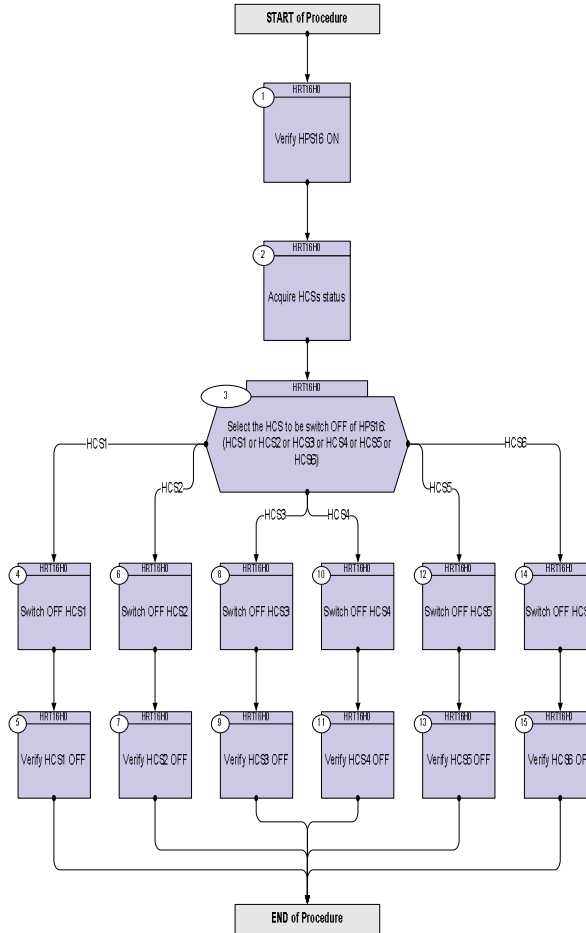 START of Procedure
HRT16H0
1
Verify HPS16 ON
HRT16H0
2
Acquire HCSs status
HRT16H0
3
Select the HCS to be switch OFF of HPS16:
(HCS1 or HCS2 or HCS3 or HCS4 or HCS5 or
HCS6)
HCS1
HCS6
HCS2
HCS5
HCS3
HCS4
HRT16H0
HRT16H0
HRT16H0
HRT16H0
HRT16H0
HRT16H0
4
6
8
10
12
14
Switch OFF HCS1
Switch OFF HCS2
Switch OFF HCS3
Switch OFF HCS4
Switch OFF HCS5
Switch OFF HCS
HRT16H0
HRT16H0
HRT16H0
HRT16H0
HRT16H0
HRT16H0
5
7
9
11
13
15
Verify HCS1 OFF
Verify HCS2 OFF
Verify HCS3 OFF
Verify HCS4 OFF
Verify HCS5 OFF
Verify HCS6 OF
END of Procedure